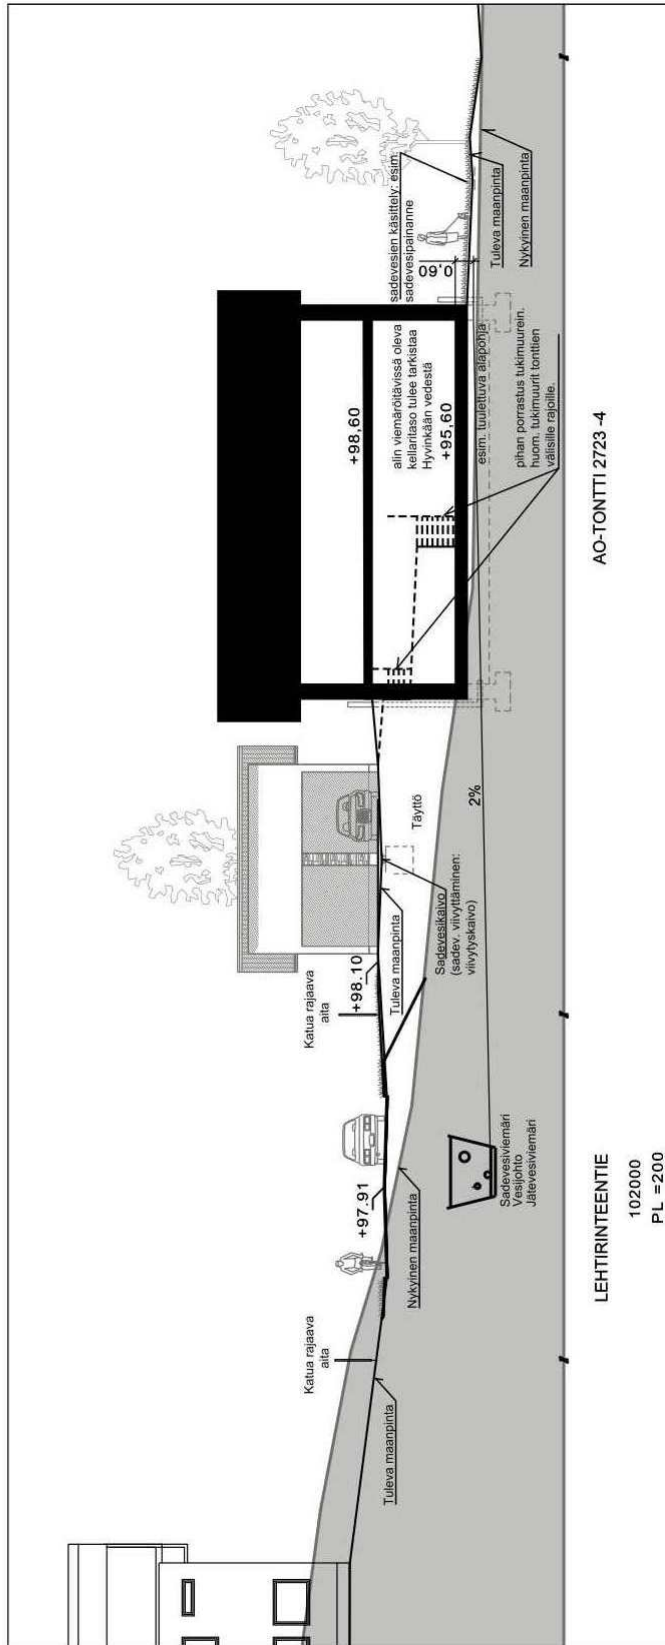 Tuleva maanpinta
Katua rajaava
aita
Nykyinen maanpinta
+97.91
Sadevesiviemäri
Vesijohto
Jätevesiviemäri
LEHTIRINTEENTIE
102000
PL =200
Katua rajaava
aita
+98.10
Tuleva maanpinta
Sadevesikaivo
(sadev. viivyttäminen:
viivytyskaivo)
Täyttö
2%
+98,60
alin viemäröitävissä oleva
kellaritaso tulee tarkistaa
Hyvinkään vedestä
+95,60
esim. tuulettuva alapohja
pihan porrastus tukimuurein.
huom. tukimuurit tonttien
välisille rajoille.
AO-TONTTI 2723 -4
0,60
sadevesien käsittely: esim.
sadevesipainanne
Tuleva maanpinta
Nykyinen maanpinta